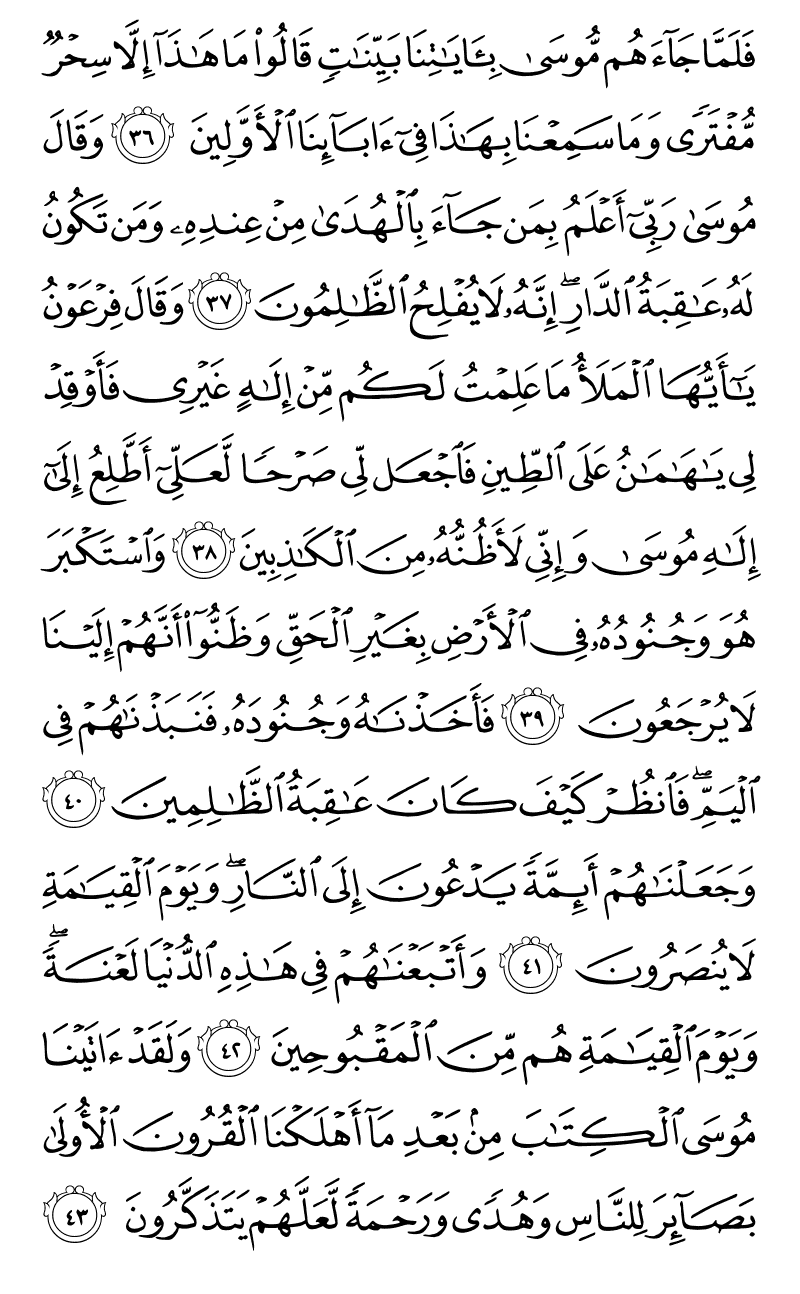 فَلَمَّا جَآءَهُم مُّوسَىٰ بِـَٔايَـٰتِنَا بَيِّنَـٰتٍ قَالُوا۟ مَا هَـٰذَآ إِلَّا سِحْرٌ
مُّفْتَرًى وَمَا سَمِعْنَا بِهَـٰذَا فِىٓ ءَابَآئِنَا ٱلْأَوَّلِينَ ٣٦ وَقَالَ
مُوسَىٰ رَبِّىٓ أَعْلَمُ بِمَن جَآءَ بِٱلْهُدَىٰ مِنْ عِندِهِۦ وَمَن تَكُونُ
لَهُۥ عَـٰقِبَةُ ٱلدَّارِ ۖ إِنَّهُۥ لَا يُفْلِحُ ٱلظَّـٰلِمُونَ ٣٧ وَقَالَ فِرْعَوْنُ
يَـٰٓأَيُّهَا ٱلْمَلَأُ مَا عَلِمْتُ لَكُم مِّنْ إِلَـٰهٍ غَيْرِى فَأَوْقِدْ
لِى يَـٰهَـٰمَـٰنُ عَلَى ٱلطِّينِ فَٱجْعَل لِّى صَرْحًا لَّعَلِّىٓ أَطَّلِعُ إِلَىٰٓ
إِلَـٰهِ مُوسَىٰ وَإِنِّى لَأَظُنُّهُۥ مِنَ ٱلْكَـٰذِبِينَ ٣٨ وَٱسْتَكْبَرَ
هُوَ وَجُنُودُهُۥ فِى ٱلْأَرْضِ بِغَيْرِ ٱلْحَقِّ وَظَنُّوٓا۟ أَنَّهُمْ إِلَيْنَا
لَا يُرْجَعُونَ ٣٩ فَأَخَذْنَـٰهُ وَجُنُودَهُۥ فَنَبَذْنَـٰهُمْ فِى
ٱلْيَمِّ ۖ فَٱنظُرْ كَيْفَ كَانَ عَـٰقِبَةُ ٱلظَّـٰلِمِينَ ٤٠
وَجَعَلْنَـٰهُمْ أَئِمَّةً يَدْعُونَ إِلَى ٱلنَّارِ ۖ وَيَوْمَ ٱلْقِيَـٰمَةِ
لَا يُنصَرُونَ ٤١ وَأَتْبَعْنَـٰهُمْ فِى هَـٰذِهِ ٱلدُّنْيَا لَعْنَةً ۖ
وَيَوْمَ ٱلْقِيَـٰمَةِ هُم مِّنَ ٱلْمَقْبُوحِينَ ٤٢ وَلَقَدْ ءَاتَيْنَا
مُوسَى ٱلْكِتَـٰبَ مِنۢ بَعْدِ مَآ أَهْلَكْنَا ٱلْقُرُونَ ٱلْأُولَىٰ
بَصَآئِرَ لِلنَّاسِ وَهُدًى وَرَحْمَةً لَّعَلَّهُمْ يَتَذَكَّرُونَ ٤٣